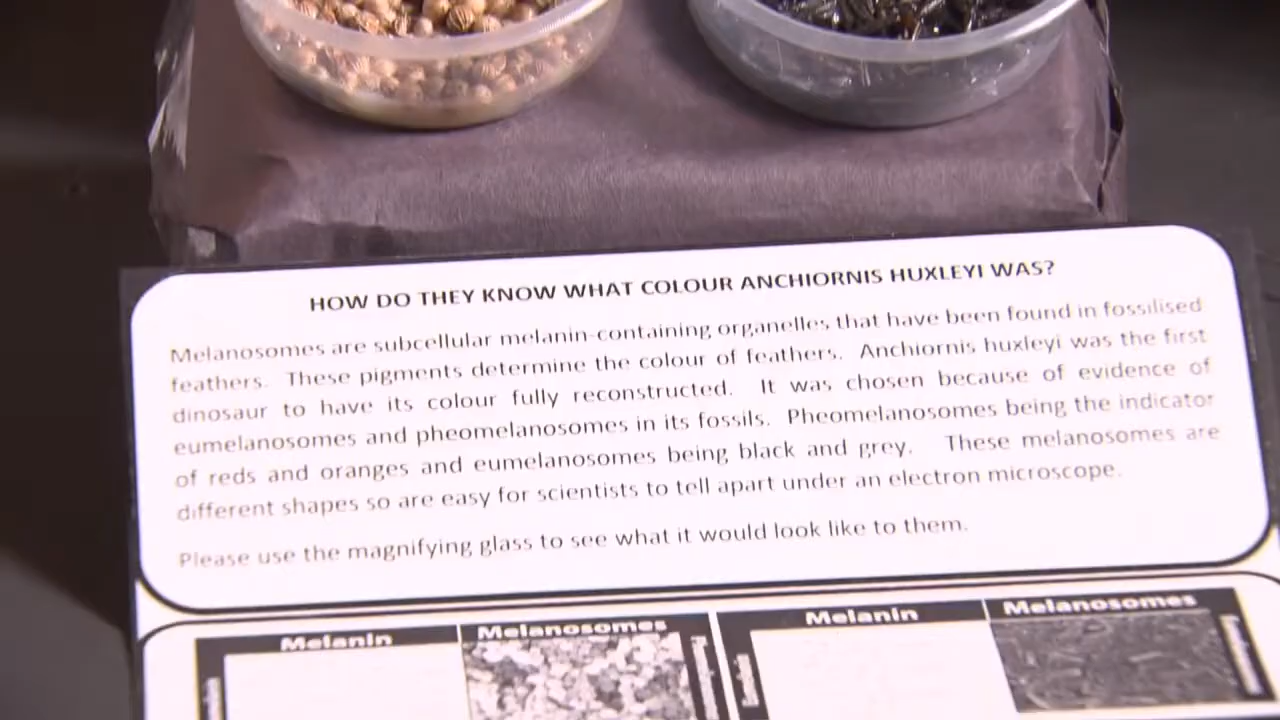 HOW DO THEY KNOW WHAT COLOUR ANCHIORNIS HUXLEYI WAS?
Melanosomes are subcellular melanin-containing organelles that have been found in fossilised
feathers. These pigments determine the colour of feathers. Anchiornis huxleyi was the first
dinosaur to have its colour fully reconstructed. It was chosen because of evidence of
eumelanosomes and pheomelanosomes in its fossils. Pheomelanosomes being the indicator
of reds and oranges and eumelanosomes being black and grey. These melanosomes are
different shapes so are easy for scientists to tell apart under an electron microscope.
Please use the magnifying glass to see what it would look like to them.
Melanin Melanosomes Melanin Melanosomes